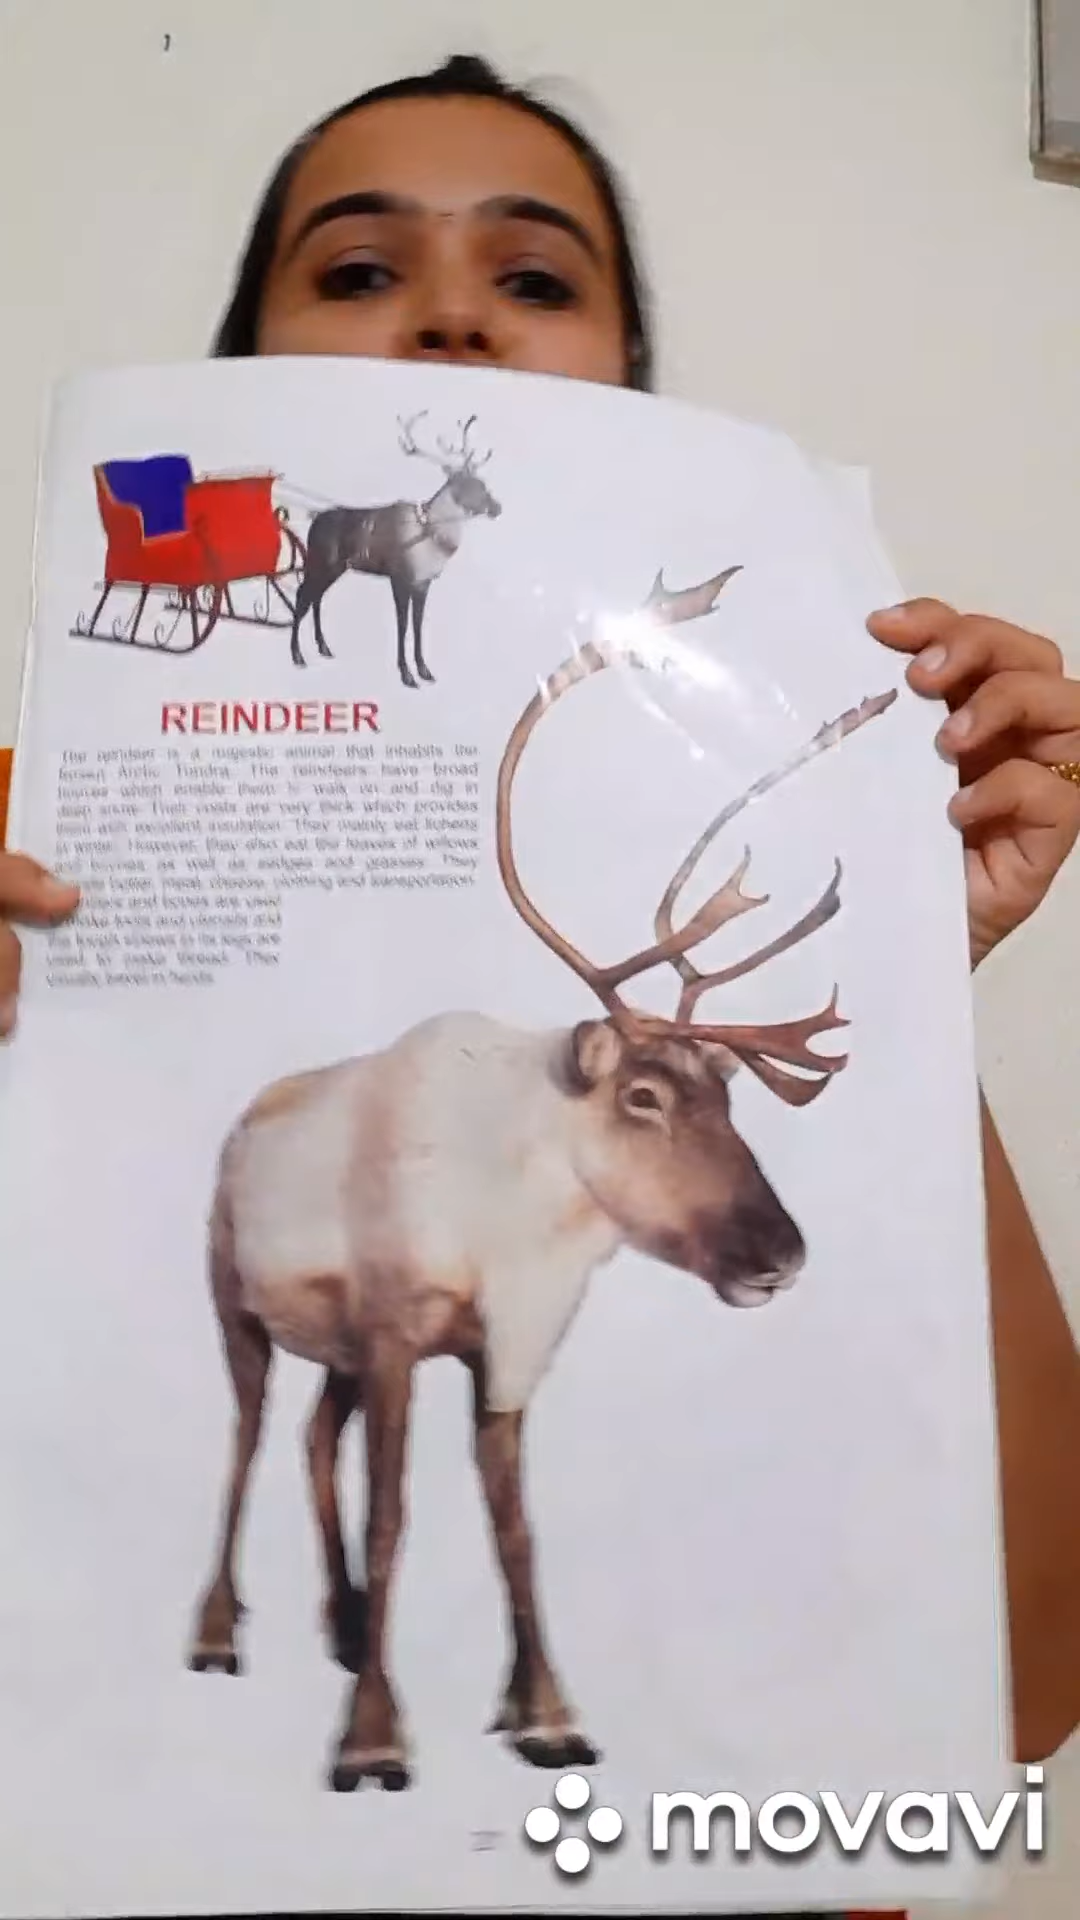 REINDEER
The reindeer is a majestic animal that inhabits the
frozen Arctic Tundra. The reindeers have broad
hooves which enable them to walk on and dig in
deep snow. Their coats are very thick which provides
them with excellent insulation. They mainly eat lichens
in winter. However, they also eat the leaves of willows
and as well as sedges and grasses. They
butter, meat, cheese, clothing and transportation.
and bones are used
make tools and utensils and
the in its legs are
used to make thread. They
usually travel in herds.
movavi